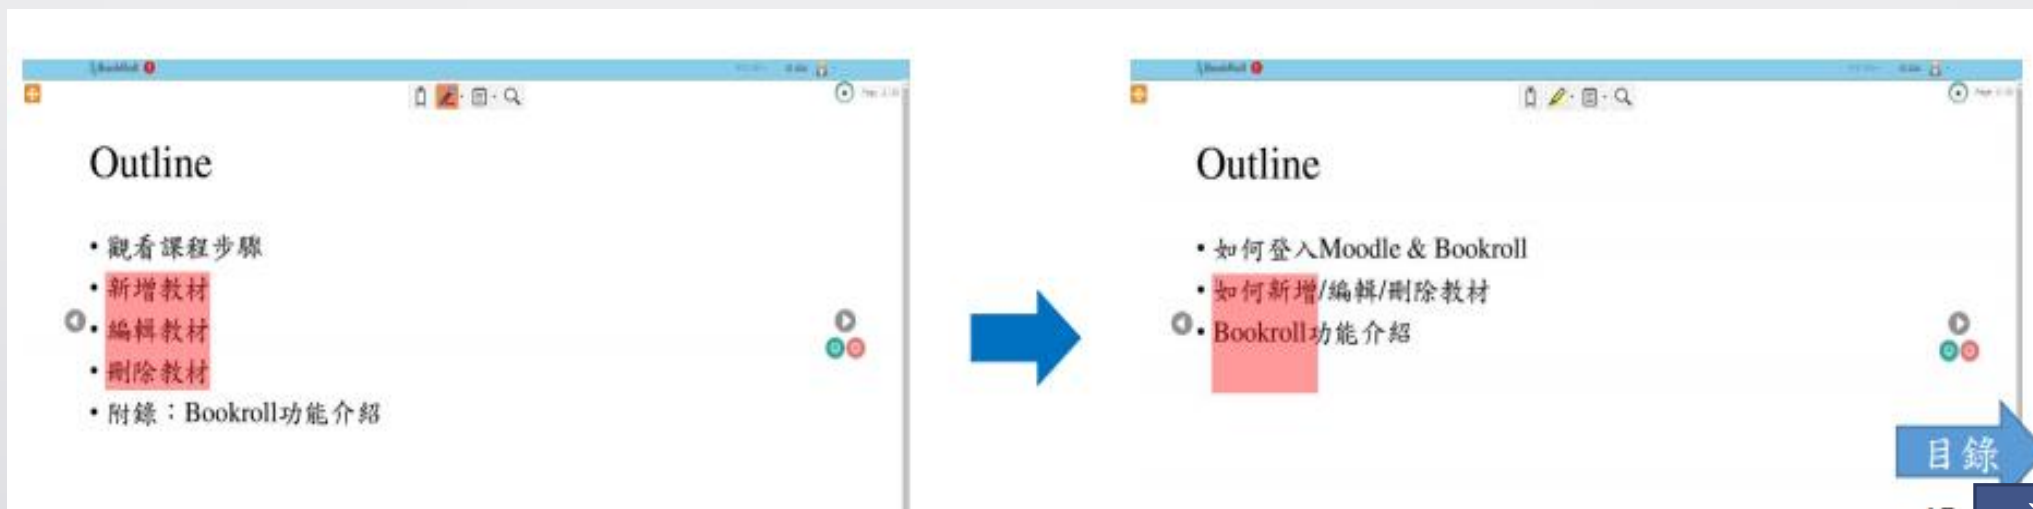 BookRoll
Outline
• 觀看課程步驟
• 新增教材
• 編輯教材
• 刪除教材
• 附錄：Bookroll功能介紹
BookRoll
Outline
• 如何登入Moodle & Bookroll
• 如何新增/編輯/刪除教材
• Bookroll功能介紹
目錄